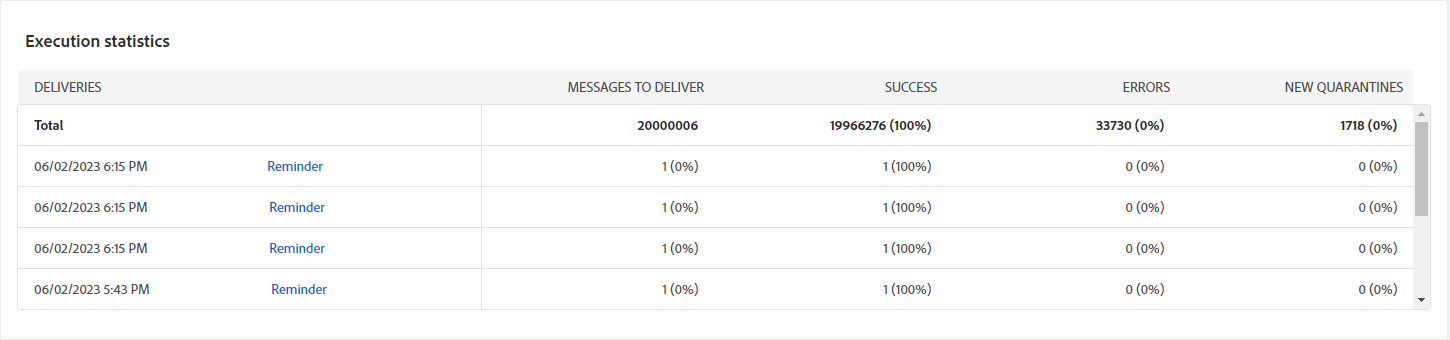 Execution statistics
DELIVERIES MESSAGES TO DELIVER SUCCESS ERRORS NEW QUARANTINES
Total 20000006 19966276 (100%) 33730 (0%) 1718 (0%)
06/02/2023 6:15 PM Reminder 1 (0%) 1 (100%) 0 (0%) 0 (0%)
06/02/2023 6:15 PM Reminder 1 (0%) 1 (100%) 0 (0%) 0 (0%)
06/02/2023 6:15 PM Reminder 1 (0%) 1 (100%) 0 (0%) 0 (0%)
06/02/2023 5:43 PM Reminder 1 (0%) 1 (100%) 0 (0%) 0 (0%)